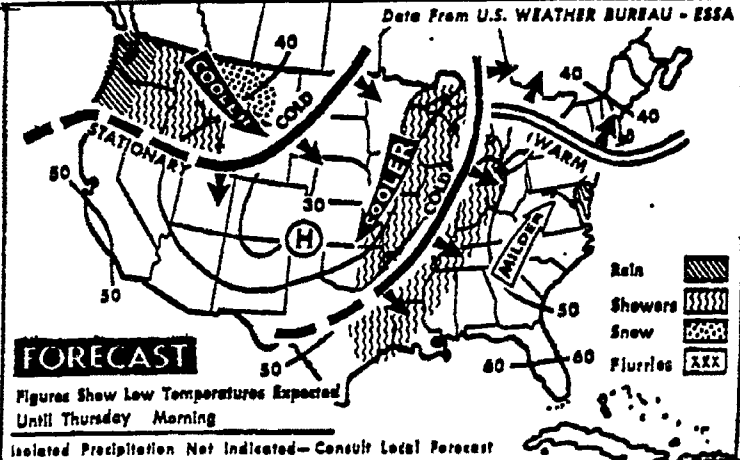 Data From U.S. WEATHER BUREAU - ESSA
40
COOLER
COLD
40
40
STATIONARY
WARM
50
COOLER
COLD
30
H
MILDER
50
50
50
60
60
Rain
Showers
Snow
Flurries
XXX
FORECAST
Figures Show Low Temperatures Expected
Until Thursday Morning
Isolated Precipitation Not Indicated— Consult Local Forecast